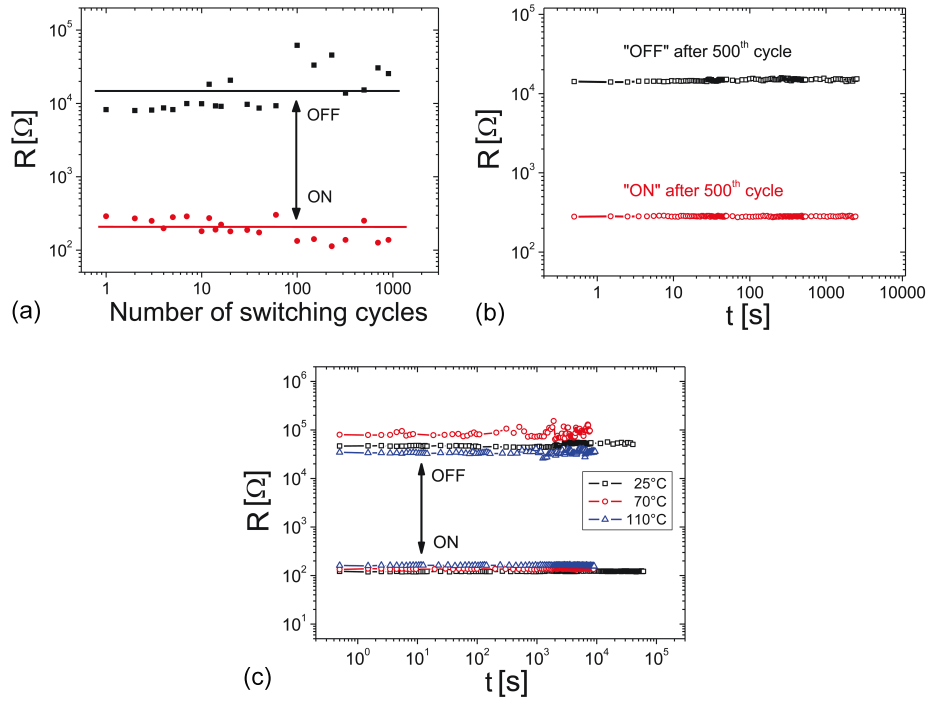 10⁵
10⁴
10³
10²
R [Ω]
OFF
ON
1 10 100 1000
Number of switching cycles
(a)
10⁵
10⁴
10³
10²
R [Ω]
"OFF" after 500th cycle
"ON" after 500th cycle
1 10 100 1000 10000
t [s]
(b)
10⁶
10⁵
10⁴
10³
10²
10¹
R [Ω]
OFF
ON
25°C
70°C
110°C
10⁰ 10¹ 10² 10³ 10⁴ 10⁵
t [s]
(c)